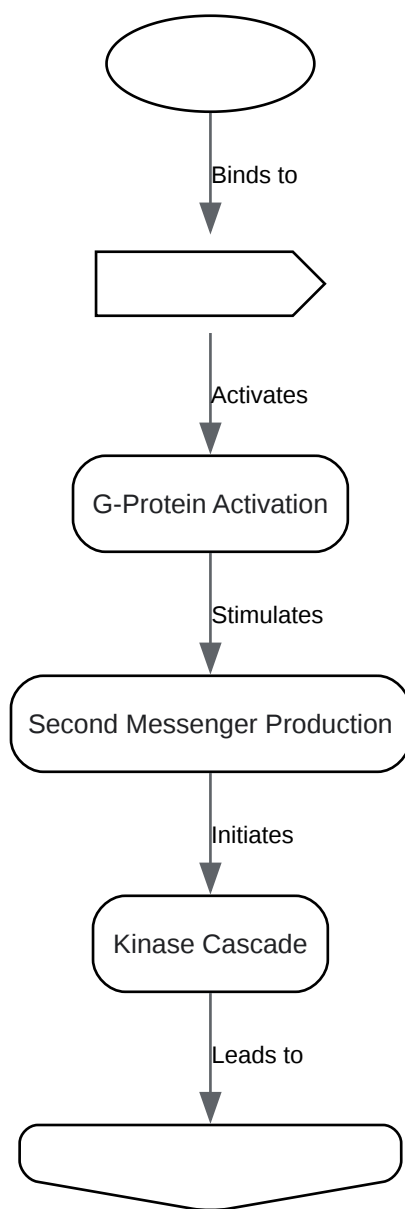 Binds to
Activates
G-Protein Activation
Stimulates
Second Messenger Production
Initiates
Kinase Cascade
Leads to